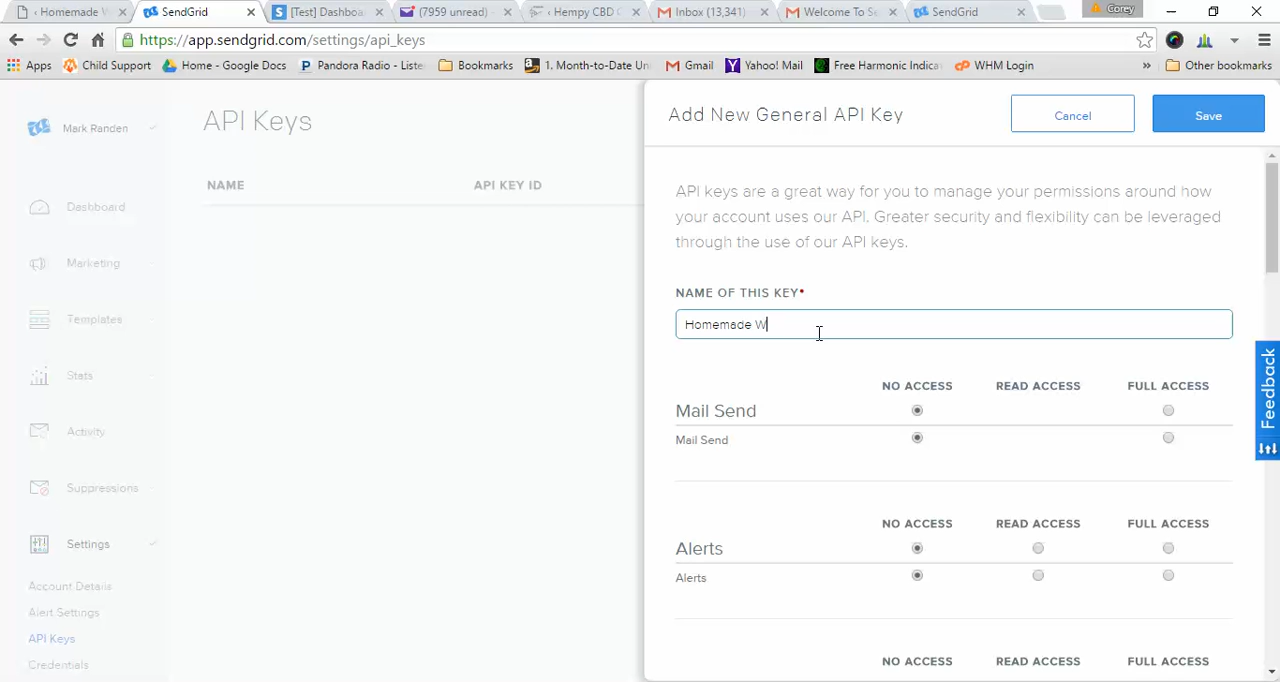 ‹ Homemade W
SendGrid
[Test] Dashboa
(7959 unread)
‹ Hempy CBD
Inbox (13,341)
Welcome To Se
SendGrid
Corey
https://app.sendgrid.com/settings/api_keys
Apps
Child Support
Home - Google Docs
Pandora Radio - Liste
Bookmarks
1. Month-to-Date Un
Gmail
Yahoo! Mail
Free Harmonic Indica
WHM Login
»
Other bookmarks
Mark Randen
Dashboard
Marketing
Templates
Stats
Activity
Suppressions
Settings
Account Details
Alert Settings
API Keys
Credentials
API Keys
NAME API KEY ID
Add New General API Key
Cancel
Save
API keys are a great way for you to manage your permissions around how
your account uses our API. Greater security and flexibility can be leveraged
through the use of our API keys.
NAME OF THIS KEY*
Homemade W
NO ACCESS READ ACCESS FULL ACCESS
Mail Send
Mail Send
NO ACCESS READ ACCESS FULL ACCESS
Alerts
Alerts
NO ACCESS READ ACCESS FULL ACCESS
Feedback